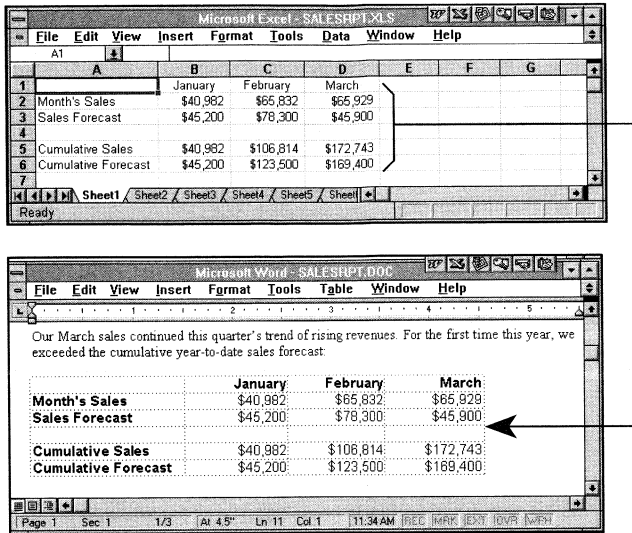 Microsoft Excel - SALESRPT.XLS
File Edit View Insert Format Tools Data Window Help
A1
A B C D E F G
1 January February March
2 Month's Sales $40,982 $65,832 $65,929
3 Sales Forecast $45,200 $78,300 $45,900
4
5 Cumulative Sales $40,982 $106,814 $172,743
6 Cumulative Forecast $45,200 $123,500 $169,400
7
Sheet1 Sheet2 Sheet3 Sheet4 Sheet5 Sheet
Ready
Microsoft Word - SALESRPT.DOC
File Edit View Insert Format Tools Table Window Help
1 2 3 4 5
Our March sales continued this quarter's trend of rising revenues. For the first time this year, we
exceeded the cumulative year-to-date sales forecast:
January February March
Month's Sales $40,982 $65,832 $65,929
Sales Forecast $45,200 $78,300 $45,900
Cumulative Sales $40,982 $106,814 $172,743
Cumulative Forecast $45,200 $123,500 $169,400
Page 1 Sec 1 1/3 At 4.5" Ln 11 Col 1 11:34 AM REC MRK EXT OVR WPH